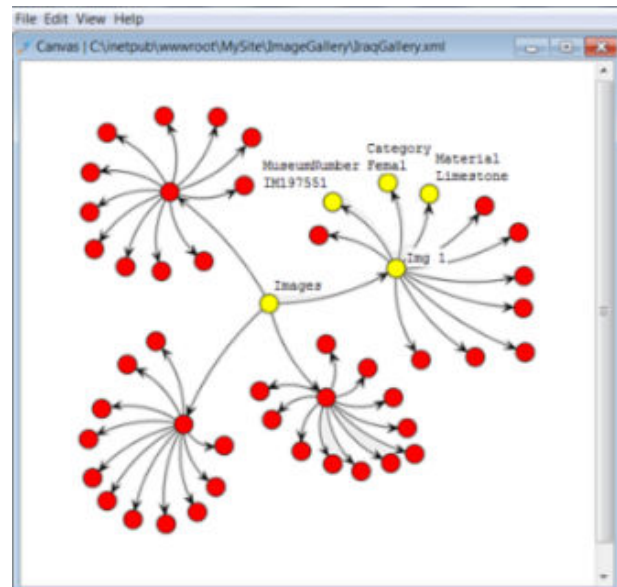 File Edit View Help
Canvas | C:\inetpub\wwwroot\MySite\ImageGallery\IraqGallery.xml
Category
Femal
Material
Limestone
MuseumNumber
IM197551
Img 1
Images